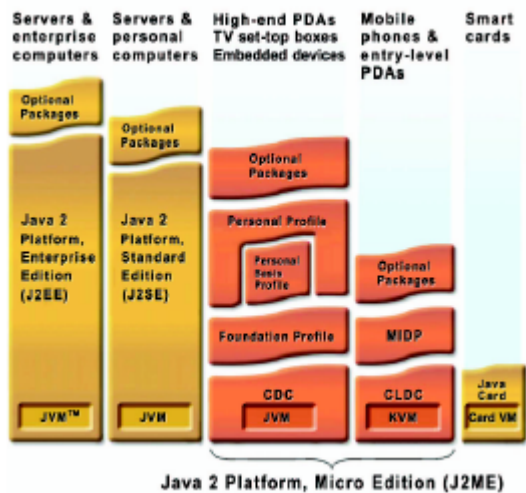 Servers &
enterprise
computers
Servers &
personal
computers
High-end PDAs
TV set-top boxes
Embedded devices
Mobile
phones &
entry-level
PDAs
Smart
cards
Optional
Packages
Java 2
Platform,
Enterprise
Edition
(J2EE)
JVM™
Optional
Packages
Java 2
Platform,
Standard
Edition
(J2SE)
JVM
Optional
Packages
Personal Profile
Personal
Basis
Profile
Foundation Profile
CDC
JVM
Optional
Packages
MIDP
CLDC
KVM
Java
Card
Card VM
Java 2 Platform, Micro Edition (J2ME)